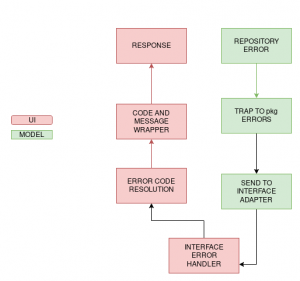 RESPONSE
REPOSITORY
ERROR
CODE AND
MESSAGE
WRAPPER
TRAP TO pkg
ERRORS
UI
MODEL
ERROR CODE
RESOLUTION
SEND TO
INTERFACE
ADAPTER
INTERFACE
ERROR
HANDLER